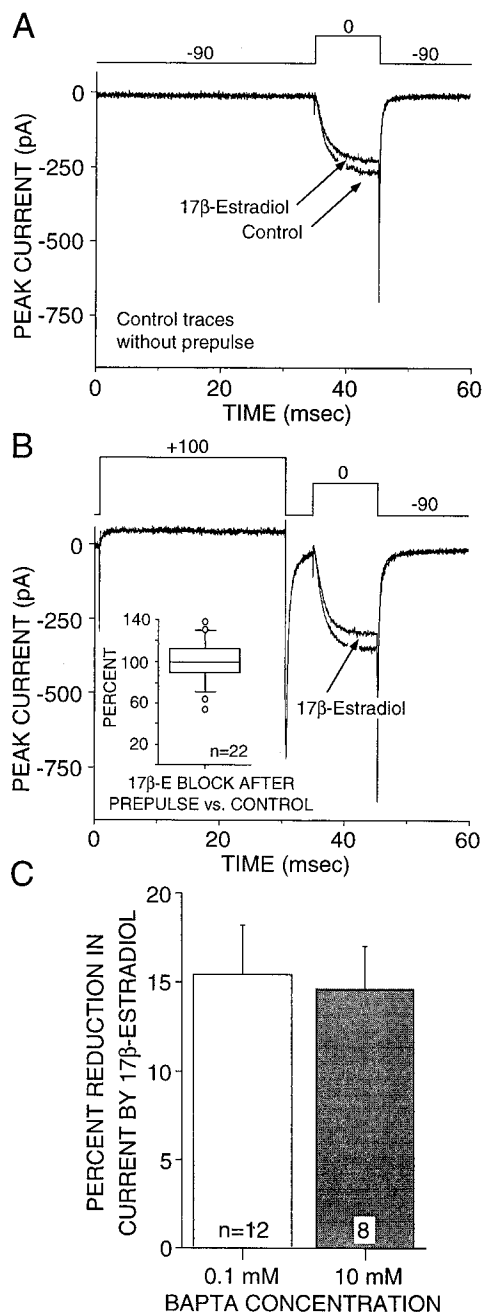 A
0
-90
-90
0
-250
-500
-750
PEAK CURRENT (pA)
17β-Estradiol
Control
Control traces
without prepulse
0
20
40
60
TIME (msec)
B
+100
0
-90
0
-250
-500
-750
PEAK CURRENT (pA)
140
100
60
20
PERCENT
n=22
17β-E BLOCK AFTER
PREPULSE vs. CONTROL
17β-Estradiol
0
20
40
60
TIME (msec)
C
20
15
10
5
0
PERCENT REDUCTION IN
CURRENT BY 17β-ESTRADIOL
n=12
8
0.1 mM
10 mM
BAPTA CONCENTRATION